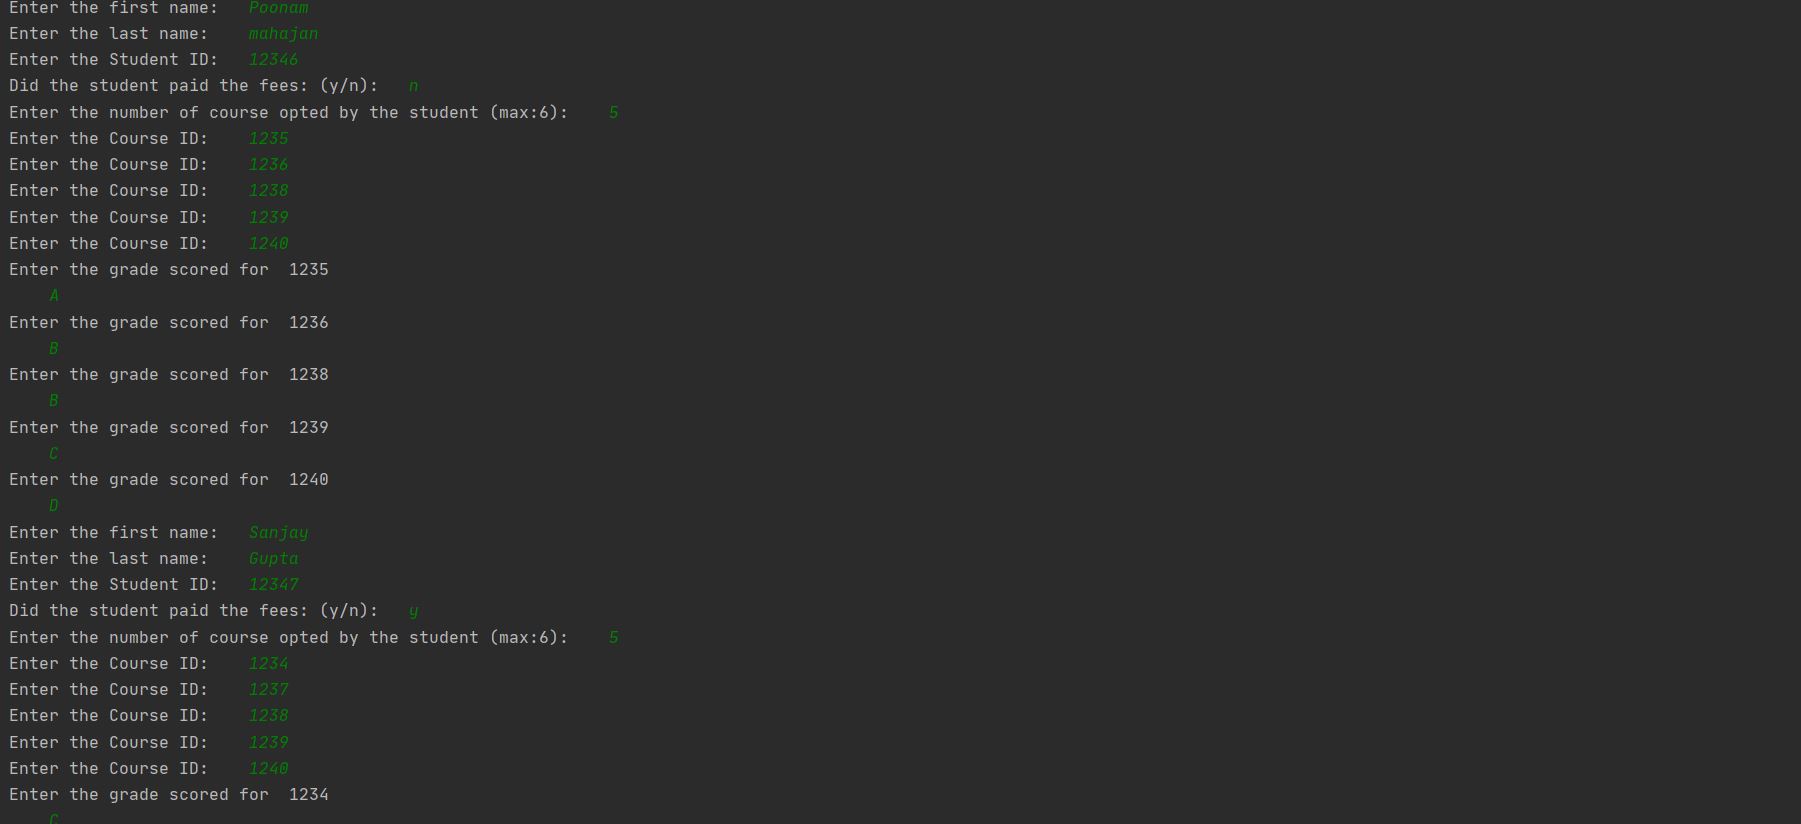 Enter the first name:   Poonam
Enter the last name:    mahajan
Enter the Student ID:   12346
Did the student paid the fees: (y/n):   n
Enter the number of course opted by the student (max:6):    5
Enter the Course ID:    1235
Enter the Course ID:    1236
Enter the Course ID:    1238
Enter the Course ID:    1239
Enter the Course ID:    1240
Enter the grade scored for  1235
    A
Enter the grade scored for  1236
    B
Enter the grade scored for  1238
    B
Enter the grade scored for  1239
    C
Enter the grade scored for  1240
    D
Enter the first name:   Sanjay
Enter the last name:    Gupta
Enter the Student ID:   12347
Did the student paid the fees: (y/n):   y
Enter the number of course opted by the student (max:6):    5
Enter the Course ID:    1234
Enter the Course ID:    1237
Enter the Course ID:    1238
Enter the Course ID:    1239
Enter the Course ID:    1240
Enter the grade scored for  1234
    C